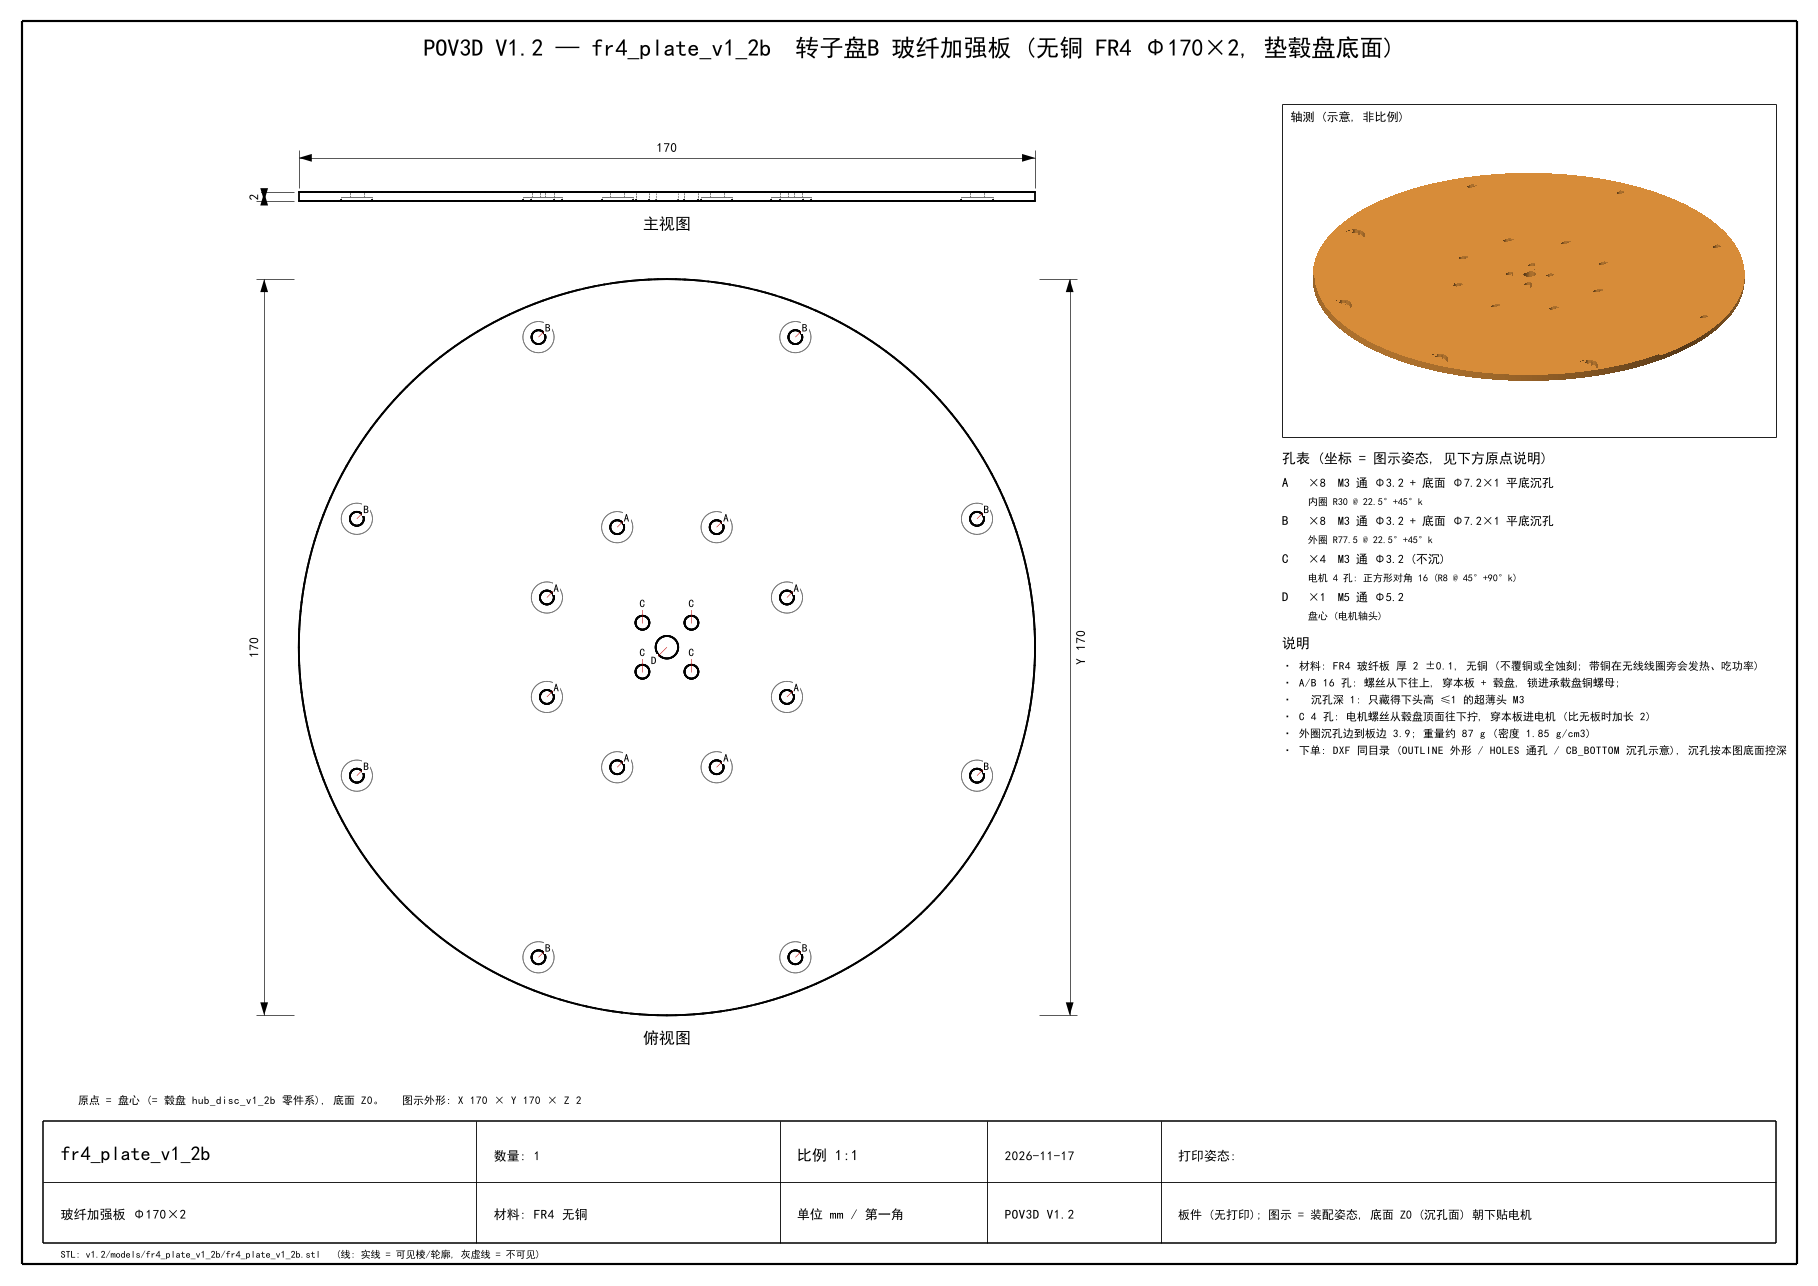 POV3D V1.2 — fr4_plate_v1_2b 转子盘B 玻纤加强板 (无铜 FR4 Φ170×2, 垫毂盘底面)
170
2
主视图
170
Y 170
B
B
B
B
A
A
A
A
C
C
C
C
D
A
A
A
A
B
B
B
B
俯视图
轴测 (示意, 非比例)
孔表 (坐标 = 图示姿态, 见下方原点说明)
A ×8 M3 通 Φ3.2 + 底面 Φ7.2×1 平底沉孔
内圈 R30 @ 22.5°+45°k
B ×8 M3 通 Φ3.2 + 底面 Φ7.2×1 平底沉孔
外圈 R77.5 @ 22.5°+45°k
C ×4 M3 通 Φ3.2 (不沉)
电机 4 孔: 正方形对角 16 (R8 @ 45°+90°k)
D ×1 M5 通 Φ5.2
盘心 (电机轴头)
说明
· 材料: FR4 玻纤板 厚 2 ±0.1, 无铜 (不覆铜或全蚀刻; 带铜在无线线圈旁会发热、吃功率)
· A/B 16 孔: 螺丝从下往上, 穿本板 + 毂盘, 锁进承载盘铜螺母;
· 沉孔深 1: 只藏得下头高 ≤1 的超薄头 M3
· C 4 孔: 电机螺丝从毂盘顶面往下拧, 穿本板进电机 (比无板时加长 2)
· 外圈沉孔边到板边 3.9; 重量约 87 g (密度 1.85 g/cm3)
· 下单: DXF 同目录 (OUTLINE 外形 / HOLES 通孔 / CB_BOTTOM 沉孔示意), 沉孔按本图底面控深
原点 = 盘心 (= 毂盘 hub_disc_v1_2b 零件系), 底面 Z0。 图示外形: X 170 × Y 170 × Z 2
fr4_plate_v1_2b
数量: 1
比例 1:1
2026-11-17
打印姿态:
玻纤加强板 Φ170×2
材料: FR4 无铜
单位 mm / 第一角
POV3D V1.2
板件 (无打印); 图示 = 装配姿态, 底面 Z0 (沉孔面) 朝下贴电机
STL: v1.2/models/fr4_plate_v1_2b/fr4_plate_v1_2b.stl (线: 实线 = 可见棱/轮廓, 灰虚线 = 不可见)